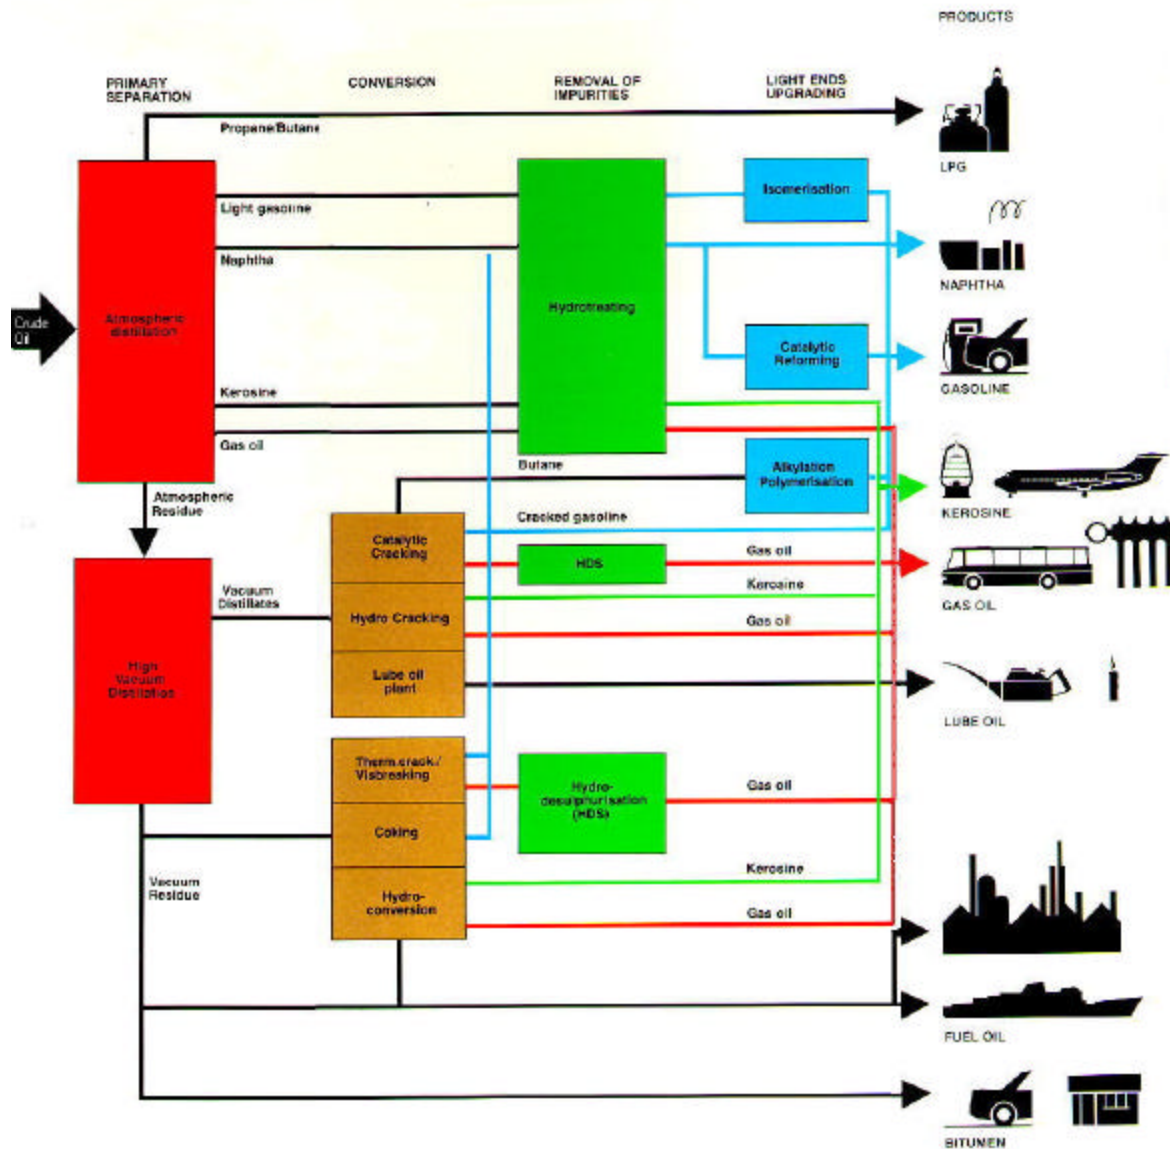 PRODUCTS
PRIMARY
SEPARATION
CONVERSION
REMOVAL OF
IMPURITIES
LIGHT ENDS
UPGRADING
Propane/Butane
LPG
Light gasoline
Isomerisation
Naphtha
NAPHTHA
Crude
Oil
Atmospheric
distillation
Hydrotreating
Catalytic
Reforming
GASOLINE
Kerosine
Gas oil
Butane
Alkylation
Polymerisation
KEROSINE
Atmospheric
Residue
Cracked gasoline
Catalytic
Cracking
HDS
Gas oil
Kerosine
GAS OIL
Vacuum
Distillates
Hydro Cracking
Gas oil
High
Vacuum
Distillation
Lube oil
plant
LUBE OIL
Therm.crack./
Visbreaking
Hydro-
desulphurisation
(HDS)
Gas oil
Coking
Kerosine
Vacuum
Residue
Hydro-
conversion
Gas oil
FUEL OIL
BITUMEN